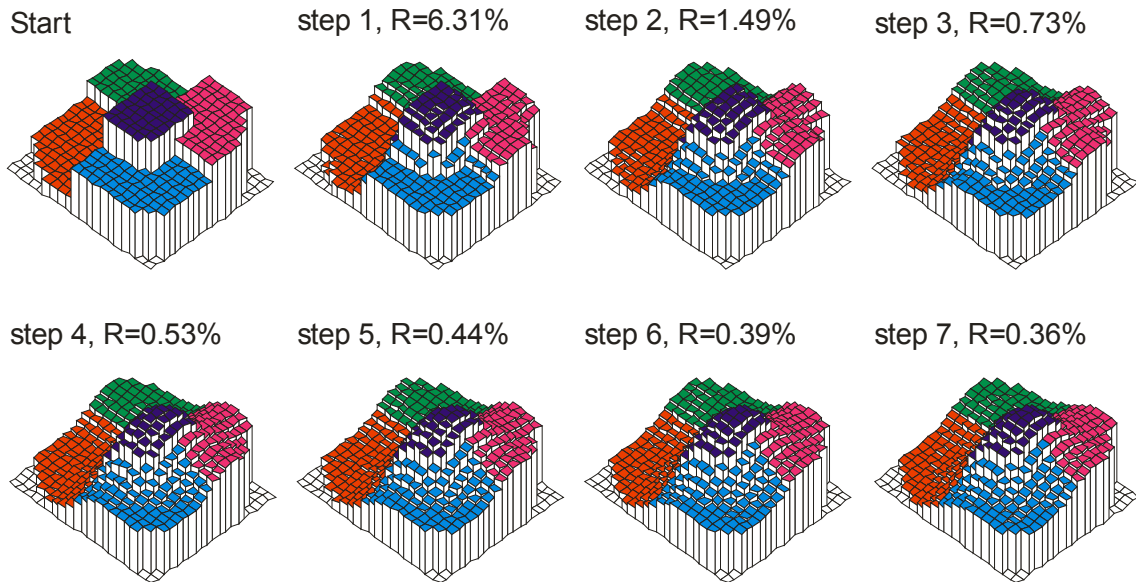 Start
step 1, R=6.31%
step 2, R=1.49%
step 3, R=0.73%
step 4, R=0.53%
step 5, R=0.44%
step 6, R=0.39%
step 7, R=0.36%